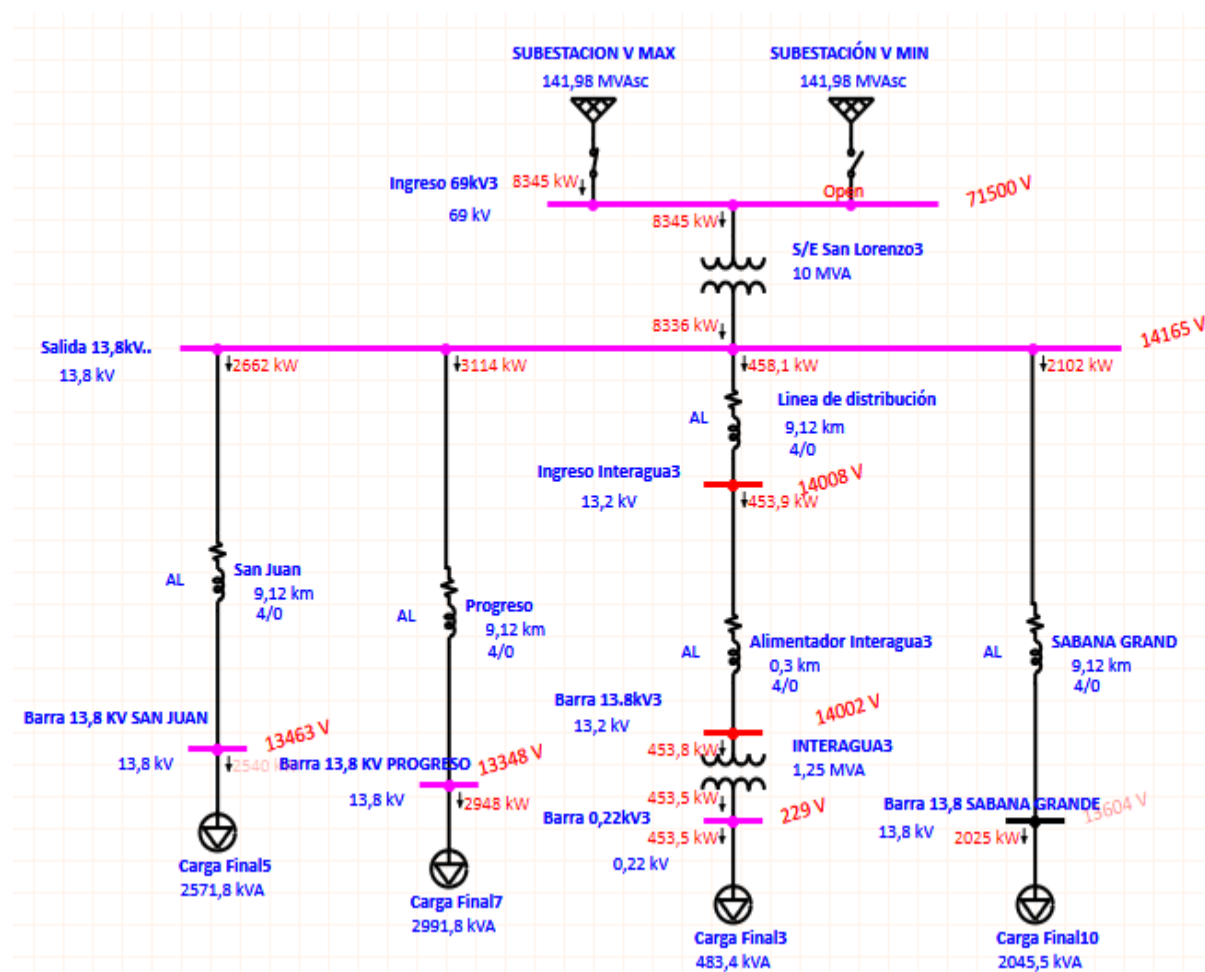 SUBESTACION V MAX
141,98 MVAsc
SUBESTACIÓN V MIN
141,98 MVAsc
Ingreso 69kV3
69 kV
8345 kW
Open
71500 V
8345 kW
S/E San Lorenzo3
10 MVA
8336 kW
14165 V
Salida 13,8kV..
13,8 kV
2662 kW
3114 kW
458,1 kW
2102 kW
AL
Linea de distribución
9,12 km
4/0
Ingreso Interagua3
13,2 kV
14008 V
453,9 kW
AL
San Juan
9,12 km
4/0
AL
Progreso
9,12 km
4/0
AL
Alimentador Interagua3
0,3 km
4/0
AL
SABANA GRAND
9,12 km
4/0
Barra 13,8 KV SAN JUAN
13,8 kV
13463 V
2540
Barra 13,8 KV PROGRESO
13,8 kV
13348 V
2948 kW
Barra 13.8kV3
13,2 kV
14002 V
453,8 kW
INTERAGUA3
1,25 MVA
453,5 kW
Barra 0,22kV3
0,22 kV
229 V
453,5 kW
Barra 13,8 SABANA GRANDE
13,8 kV
13604 V
2025 kW
Carga Final5
2571,8 kVA
Carga Final7
2991,8 kVA
Carga Final3
483,4 kVA
Carga Final10
2045,5 kVA